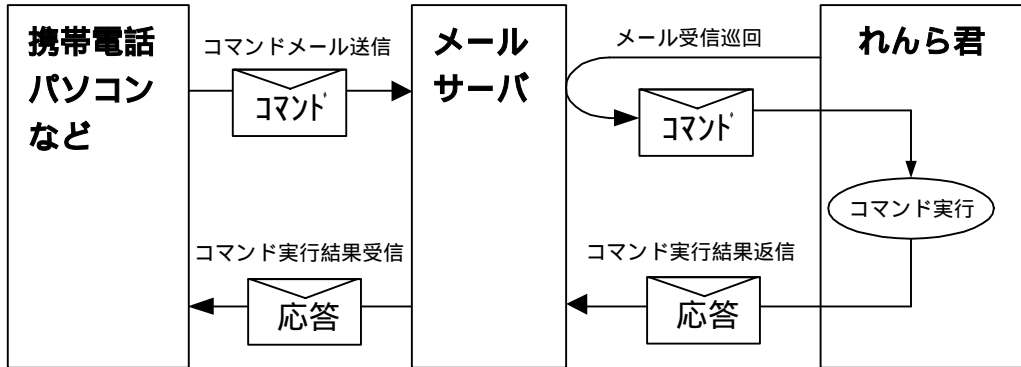 携帯電話
パソコン
など
コマンドメール送信
ｺﾏﾝﾄﾞ
メール
サーバ
メール受信巡回
ｺﾏﾝﾄﾞ
れんら君
コマンド実行
コマンド実行結果受信
応答
コマンド実行結果返信
応答